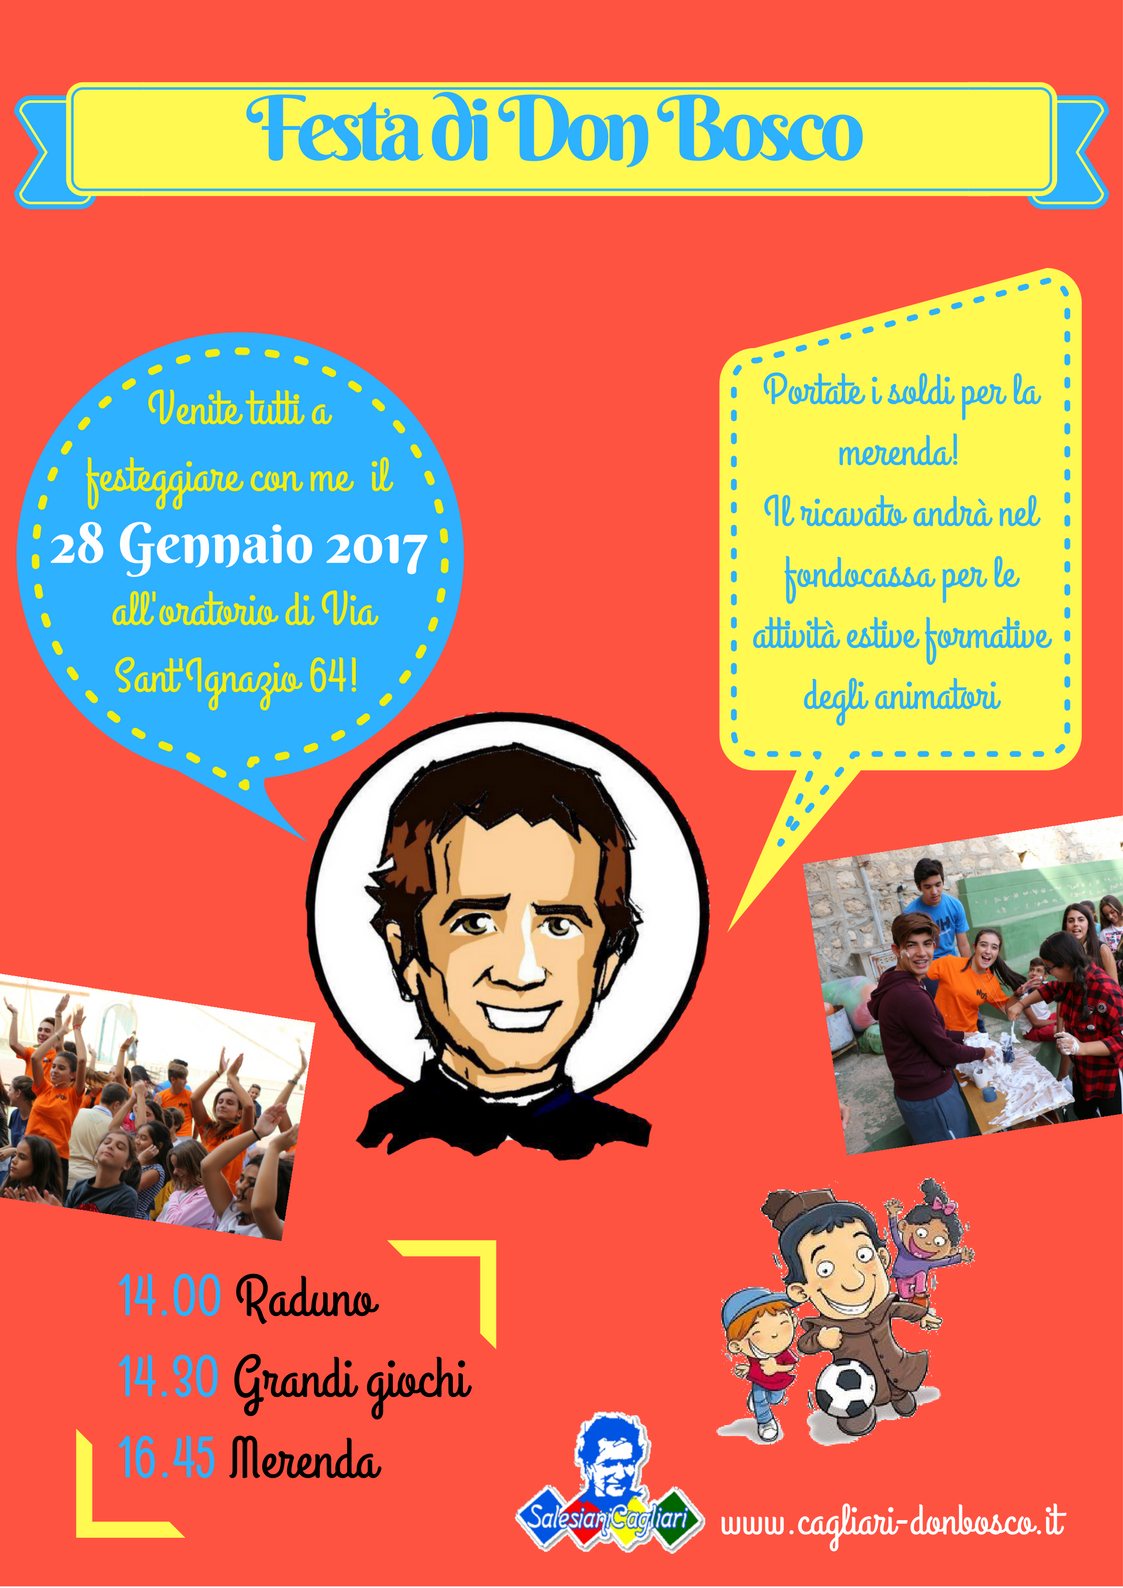 Festa di Don Bosco
Venite tutti a
festeggiare con me il
28 Gennaio 2017
all'oratorio di Via
Sant'Ignazio 64!
Portate i soldi per la
merenda!
Il ricavato andrà nel
fondocassa per le
attività estive formative
degli animatori
14.00 Raduno
14.30 Grandi giochi
16.45 Merenda
SalesianiCagliari
www.cagliari-donbosco.it